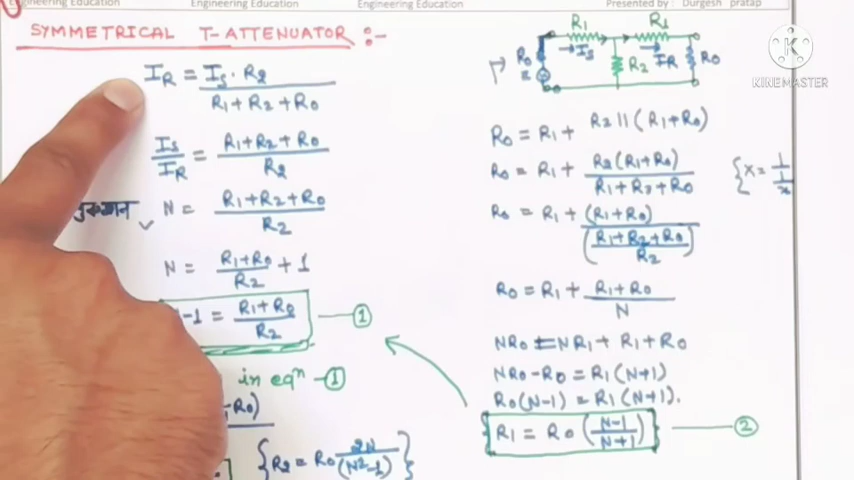 Engineering Education Engineering Education Engineering Education Presented by : Durgesh pratap
SYMMETRICAL T-ATTENUATOR :-
IR = Is . R2 / R1+R2+R0
Is / IR = R1+R2+R0 / R2
N = R1+R2+R0 / R2
N = R1+R0 / R2 + 1
-1 = R1+R0 / R2 — 1
in eqn - 1
-R0)
{R2 = R0 2N / (N²-1)}
R1 R1
R0 Is R2 IR R0
R0 = R1 + R2 || (R1+R0)
R0 = R1 + R2(R1+R0) / R1+R2+R0
{x = 1 / 1/x
R0 = R1 + (R1+R0) / (R1+R2+R0 / R2)
R0 = R1 + R1+R0 / N
NR0 = NR1 + R1 + R0
NR0 - R0 = R1(N+1)
R0(N-1) = R1(N+1).
R1 = R0 (N-1 / N+1) — 2
K
KINEMASTER